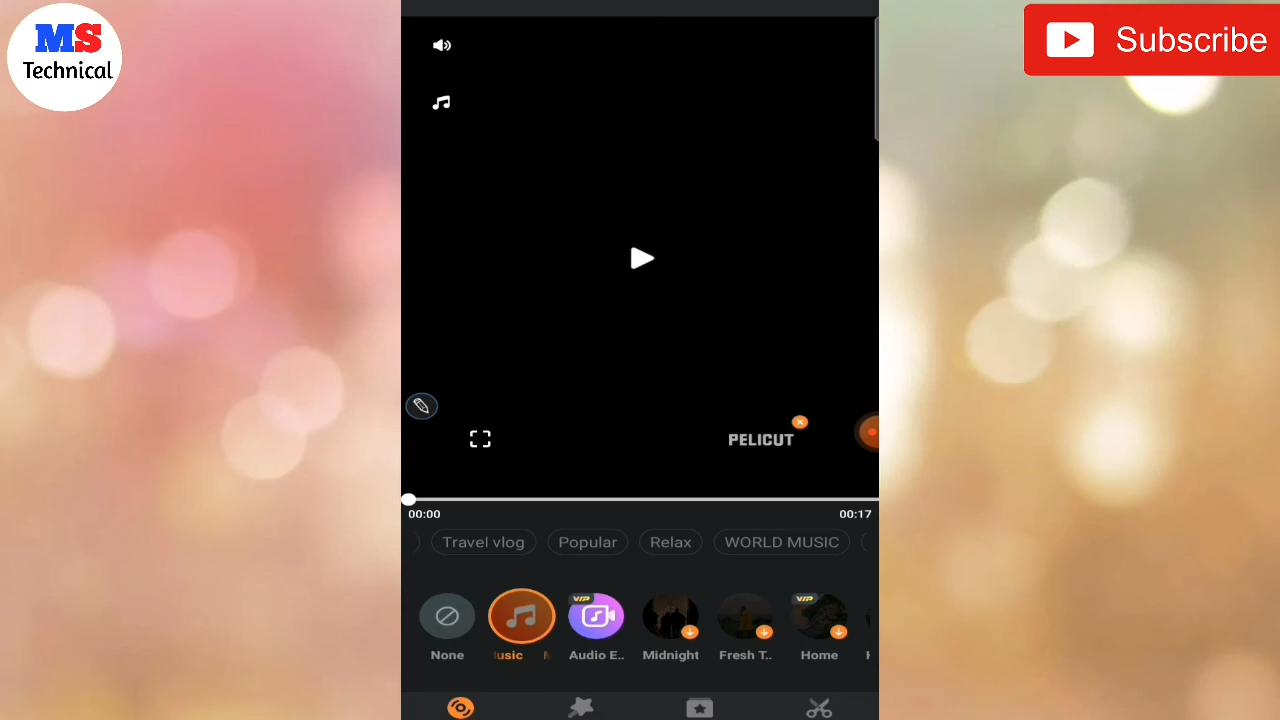 MS
Technical
Subscribe
PELICUT
00:00
00:17
Travel vlog
Popular
Relax
WORLD MUSIC
VIP
VIP
None
usic
Audio E..
Midnight
Fresh T..
Home